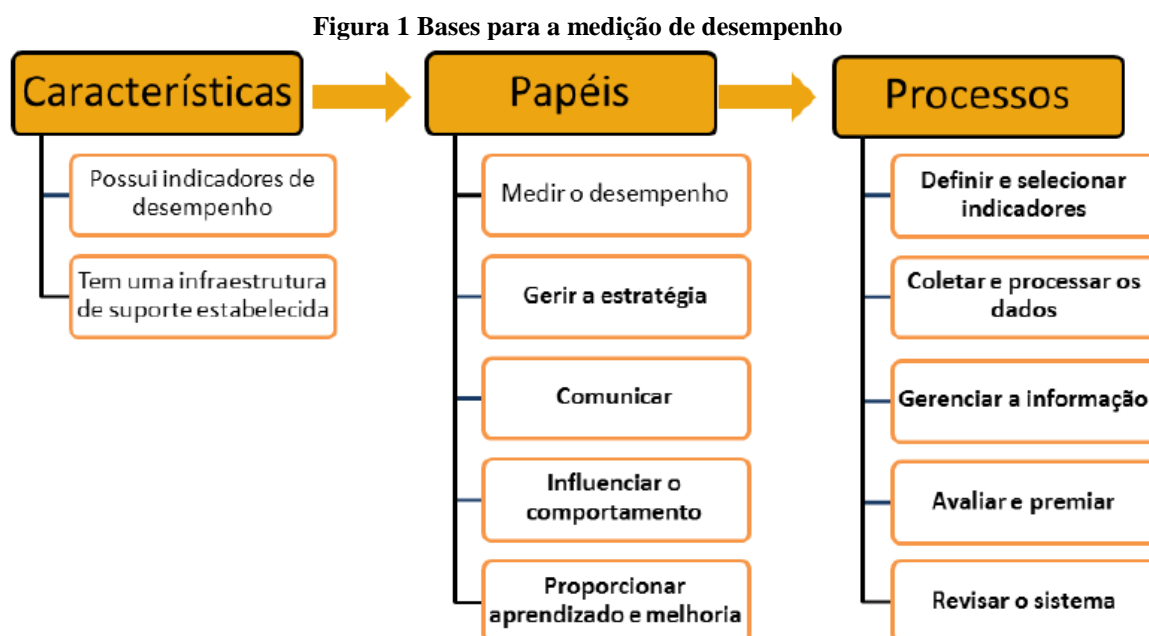 Figura 1 Bases para a medição de desempenho
Características
Possui indicadores de
desempenho
Tem uma infraestrutura
de suporte estabelecida
Papéis
Medir o desempenho
Gerir a estratégia
Comunicar
Influenciar o
comportamento
Proporcionar
aprendizado e melhoria
Processos
Definir e selecionar
indicadores
Coletar e processar os
dados
Gerenciar a informação
Avaliar e premiar
Revisar o sistema